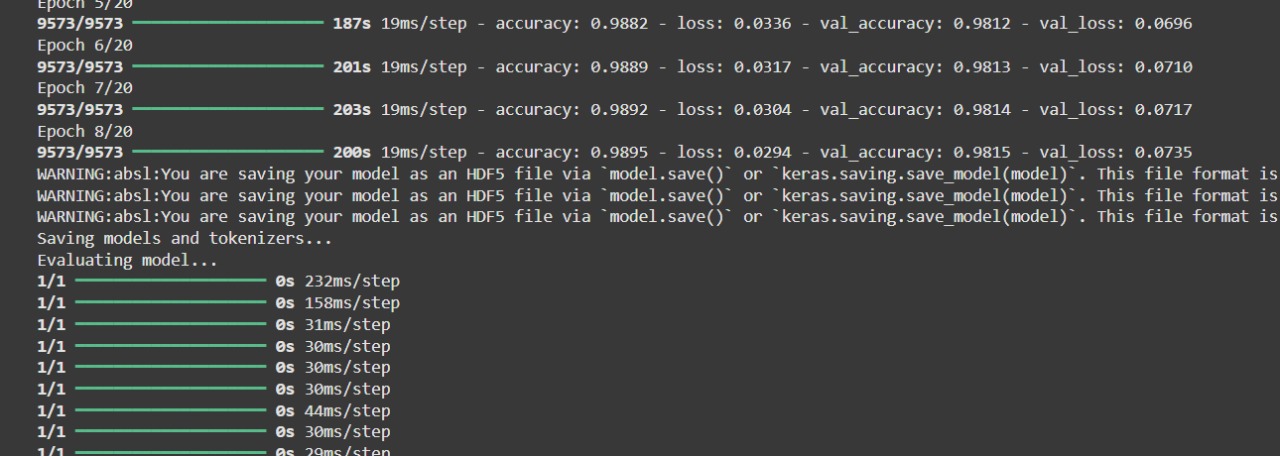 Epoch 5/20
9573/9573 187s 19ms/step - accuracy: 0.9882 - loss: 0.0336 - val_accuracy: 0.9812 - val_loss: 0.0696
Epoch 6/20
9573/9573 201s 19ms/step - accuracy: 0.9889 - loss: 0.0317 - val_accuracy: 0.9813 - val_loss: 0.0710
Epoch 7/20
9573/9573 203s 19ms/step - accuracy: 0.9892 - loss: 0.0304 - val_accuracy: 0.9814 - val_loss: 0.0717
Epoch 8/20
9573/9573 200s 19ms/step - accuracy: 0.9895 - loss: 0.0294 - val_accuracy: 0.9815 - val_loss: 0.0735
WARNING:absl:You are saving your model as an HDF5 file via `model.save()` or `keras.saving.save_model(model)`. This file format is
WARNING:absl:You are saving your model as an HDF5 file via `model.save()` or `keras.saving.save_model(model)`. This file format is
WARNING:absl:You are saving your model as an HDF5 file via `model.save()` or `keras.saving.save_model(model)`. This file format is
Saving models and tokenizers...
Evaluating model...
1/1 0s 232ms/step
1/1 0s 158ms/step
1/1 0s 31ms/step
1/1 0s 30ms/step
1/1 0s 30ms/step
1/1 0s 30ms/step
1/1 0s 44ms/step
1/1 0s 30ms/step
1/1 0s 29ms/step